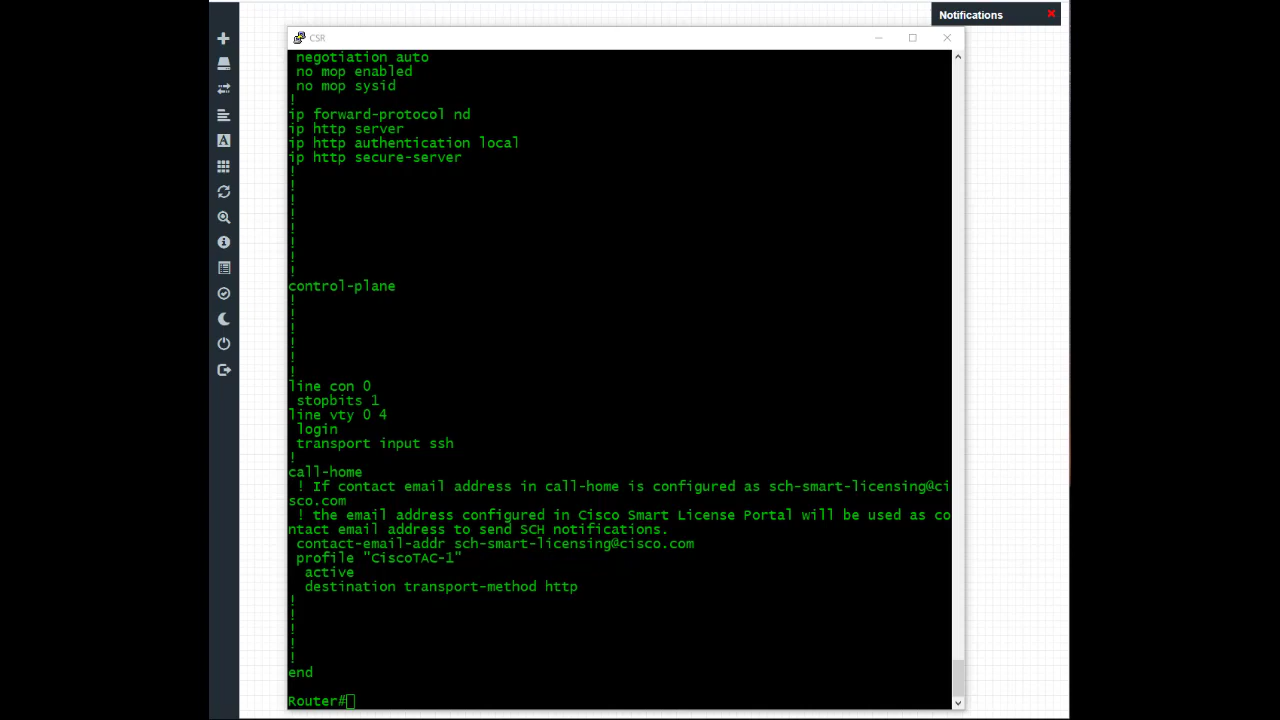 Notifications
CSR
 negotiation auto
 no mop enabled
 no mop sysid
!
ip forward-protocol nd
ip http server
ip http authentication local
ip http secure-server
!
!
!
!
!
!
!
!
control-plane
!
!
!
!
!
!
line con 0
 stopbits 1
line vty 0 4
 login
 transport input ssh
!
call-home
 ! If contact email address in call-home is configured as sch-smart-licensing@ci
sco.com
 ! the email address configured in Cisco Smart License Portal will be used as co
ntact email address to send SCH notifications.
 contact-email-addr sch-smart-licensing@cisco.com
 profile "CiscoTAC-1"
  active
  destination transport-method http
!
!
!
!
!
end
Router#